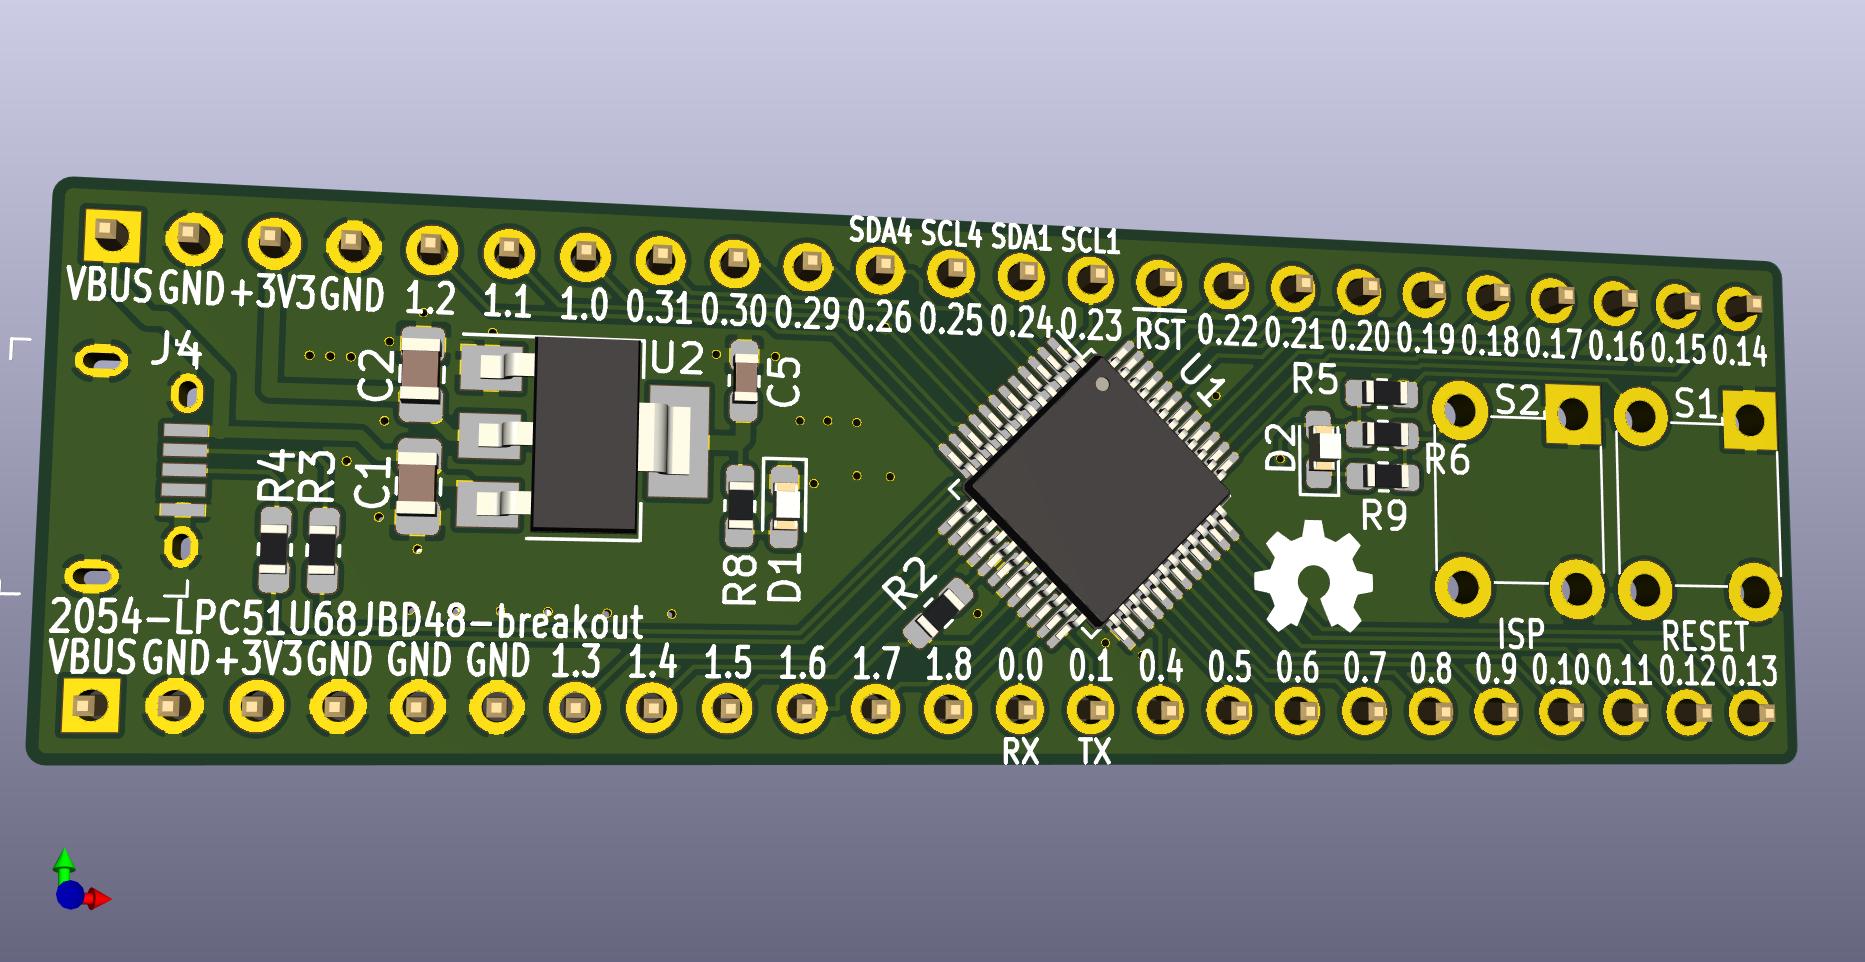 SDA4 SCL4 SDA1 SCL1
VBUS GND +3V3 GND 1.2 1.1 1.0 0.31 0.30 0.29 0.26 0.25 0.24 0.23 RST 0.22 0.21 0.20 0.19 0.18 0.17 0.16 0.15 0.14
J4
C2
U2
C5
U1
R5
S2
S1
D2
R6
R4
R3
C1
R9
R8
D1
R2
2054-LPC51U68JBD48-breakout
ISP
RESET
VBUS GND +3V3 GND GND GND 1.3 1.4 1.5 1.6 1.7 1.8 0.0 0.1 0.4 0.5 0.6 0.7 0.8 0.9 0.10 0.11 0.12 0.13
RX TX